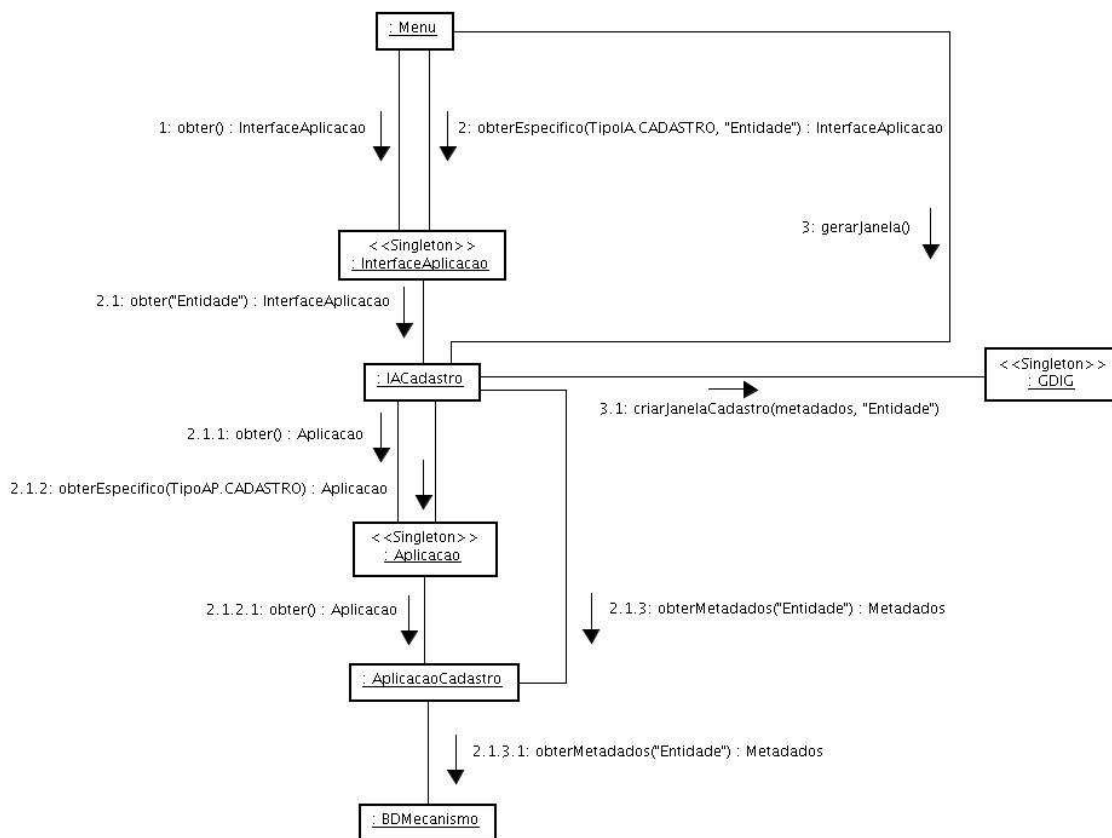 : Menu
1: obter() : InterfaceAplicacao
2: obterEspecifico(TipoIA.CADASTRO, "Entidade") : InterfaceAplicacao
3: gerarJanela()
<<Singleton>>
: InterfaceAplicacao
2.1: obter("Entidade") : InterfaceAplicacao
: IACadastro
<<Singleton>>
: GDIG
3.1: criarJanelaCadastro(metadados, "Entidade")
2.1.1: obter() : Aplicacao
2.1.2: obterEspecifico(TipoAP.CADASTRO) : Aplicacao
<<Singleton>>
: Aplicacao
2.1.2.1: obter() : Aplicacao
2.1.3: obterMetadados("Entidade") : Metadados
: AplicacaoCadastro
2.1.3.1: obterMetadados("Entidade") : Metadados
: BDMecanismo